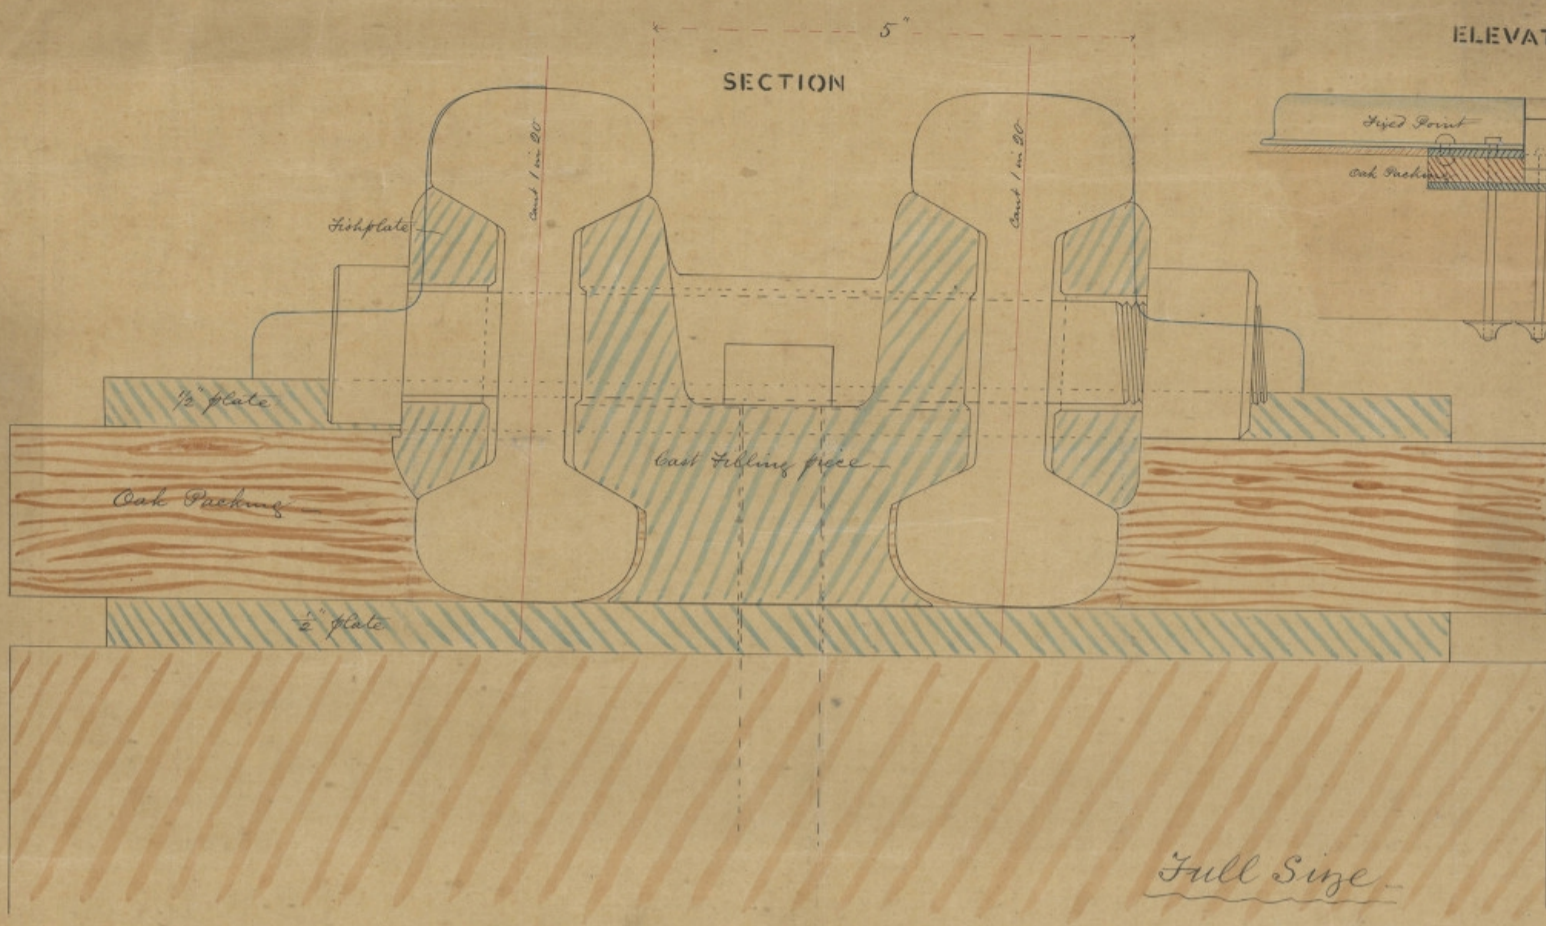 5"
SECTION
ELEVAT
Fixed Point
Oak Packing
cant 1 in 20
Cant 1 in 20
Fishplate
1/2" plate
Cast Filling piece
Oak Packing
1/2" plate
Full Size